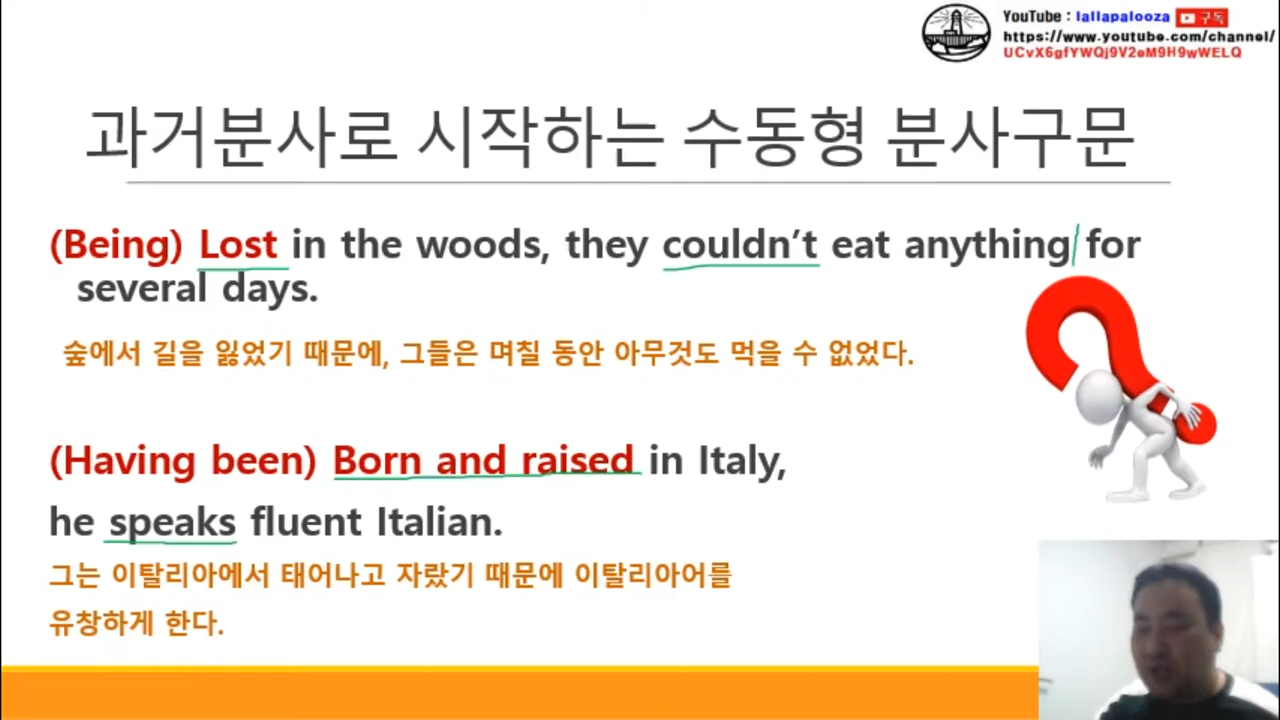 YouTube : lallapalooza 구독
https://www.youtube.com/channel/
UCvX6gfYWQj9V2eM9H9wWELQ
과거분사로 시작하는 수동형 분사구문
(Being) Lost in the woods, they couldn't eat anything for
several days.
숲에서 길을 잃었기 때문에, 그들은 며칠 동안 아무것도 먹을 수 없었다.
(Having been) Born and raised in Italy,
he speaks fluent Italian.
그는 이탈리아에서 태어나고 자랐기 때문에 이탈리아어를
유창하게 한다.